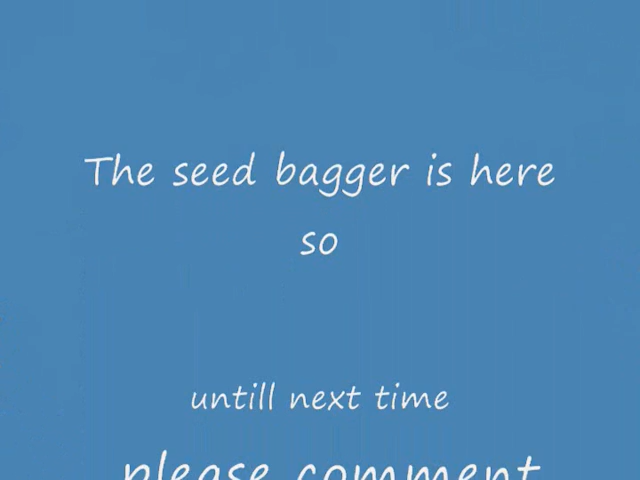 The seed bagger is here
so
untill next time
please comment